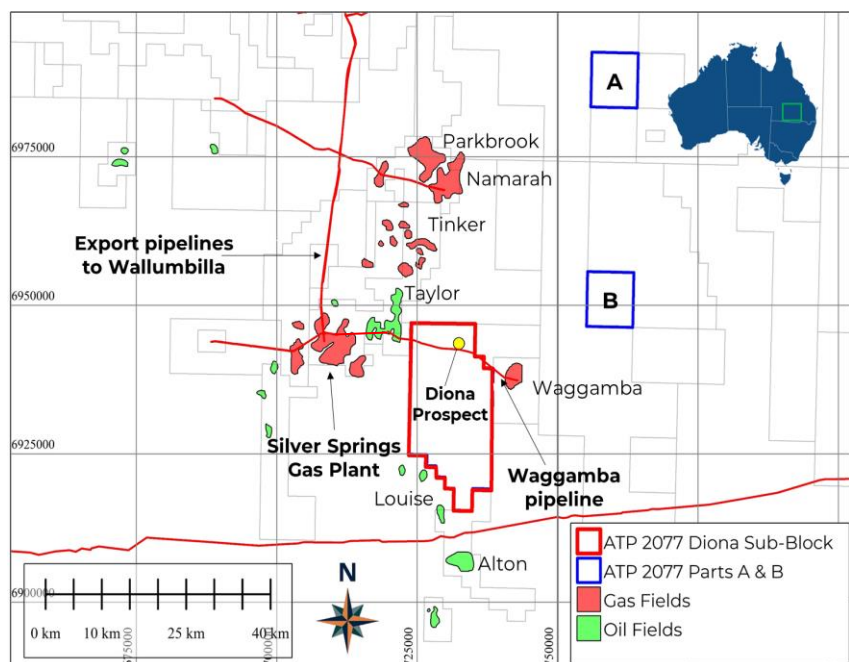 A
Parkbrook
6975000
Namarah
Tinker
Export pipelines
to Wallumbilla
Taylor
B
6950000
Diona
Prospect
Waggamba
Silver Springs
Gas Plant
6925000
Waggamba
pipeline
Louise
ATP 2077 Diona Sub-Block
ATP 2077 Parts A & B
Gas Fields
Oil Fields
Alton
N
6900000
0 km 10 km 25 km 40 km